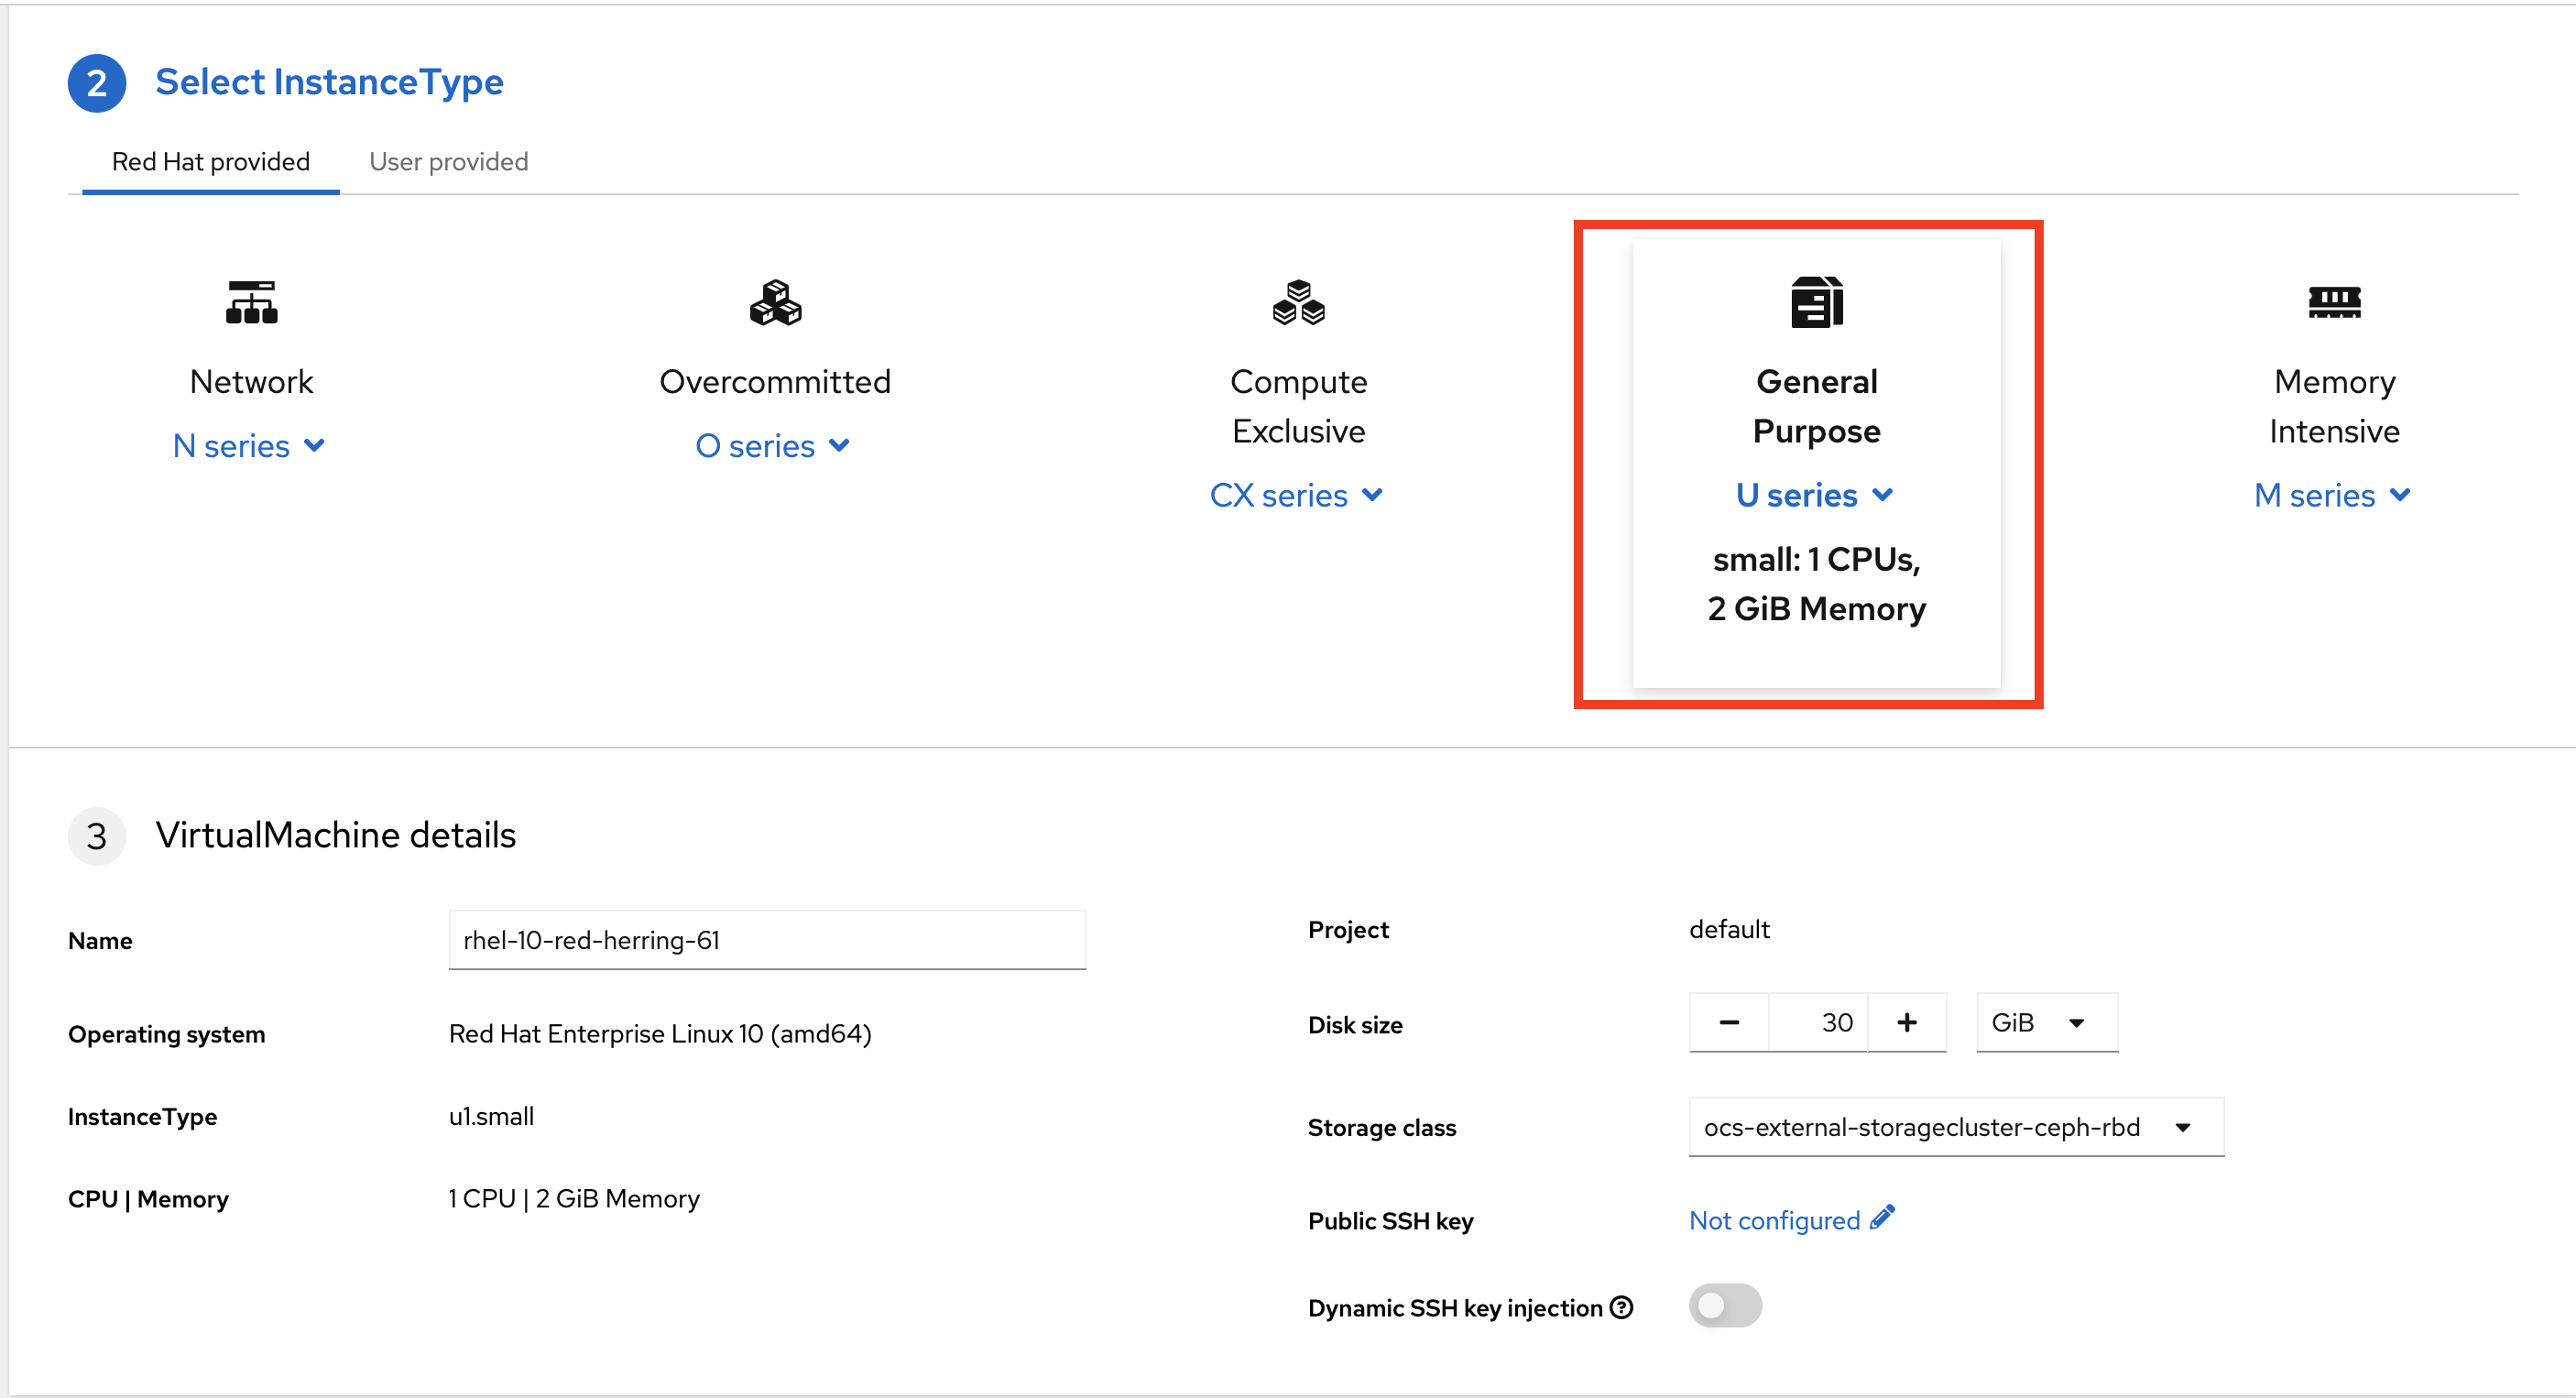 2 Select InstanceType
Red Hat provided User provided
Network
N series
Overcommitted
O series
Compute
Exclusive
CX series
General
Purpose
U series
small: 1 CPUs,
2 GiB Memory
Memory
Intensive
M series
3 VirtualMachine details
Name rhel-10-red-herring-61
Operating system Red Hat Enterprise Linux 10 (amd64)
InstanceType u1.small
CPU | Memory 1 CPU | 2 GiB Memory
Project default
Disk size 30 GiB
Storage class ocs-external-storagecluster-ceph-rbd
Public SSH key Not configured
Dynamic SSH key injection